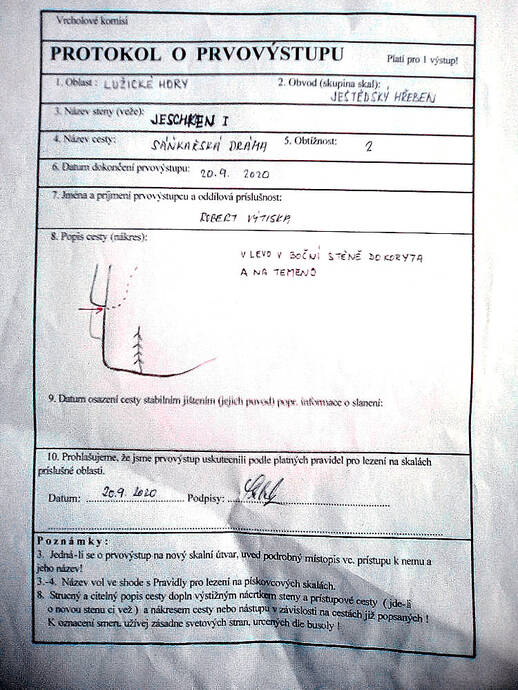 Vrcholové komisi
PROTOKOL O PRVOVÝSTUPU Platí pro 1 výstup!
1. Oblast : LUŽICKÉ HORY 2. Obvod (skupina skal):
JEŠTĚDSKÝ HŘEBEN
3. Název steny (veže): JESCHKEN I
4. Název cesty: SÁŇKAŘSKÁ DRÁHA 5. Obtížnost: 2
6. Datum dokončení prvovýstupu: 20.9. 2020
7. Jména a príjmení prvovýstupcu a oddílová príslušnost:
ROBERT VÝTISKA
8. Popis cesty (nákres): VLEVO V BOČNÍ STĚNĚ DO KORYTA
A NA TEMENO
9. Datum osazení cesty stabilním jištením (jejich puvod) popr. informace o slanení:
10. Prohlašujeme, že jsme prvovýstup uskutecnili podle platných pravidel pro lezení na skalách
príslušné oblasti.
Datum: 20.9. 2020 Podpisy:
Poznámky:
3. Jedná-li se o prvovýstup na nový skalní útvar, uved podrobný místopis vc. prístupu k nemu a
jeho název!
3.-4. Název vol ve shode s Pravidly pro lezení na pískovcových skalách.
8. Strucný a citelný popis cesty dopln výstižným nácrtkem steny a prístupové cesty ( jde-li
o novou stenu ci vež ) a nákresem cesty nebo nástupu v závislosti na cestách již popsaných !
K oznacení smeru užívej zásadne svetových stran, urcených dle busoly !